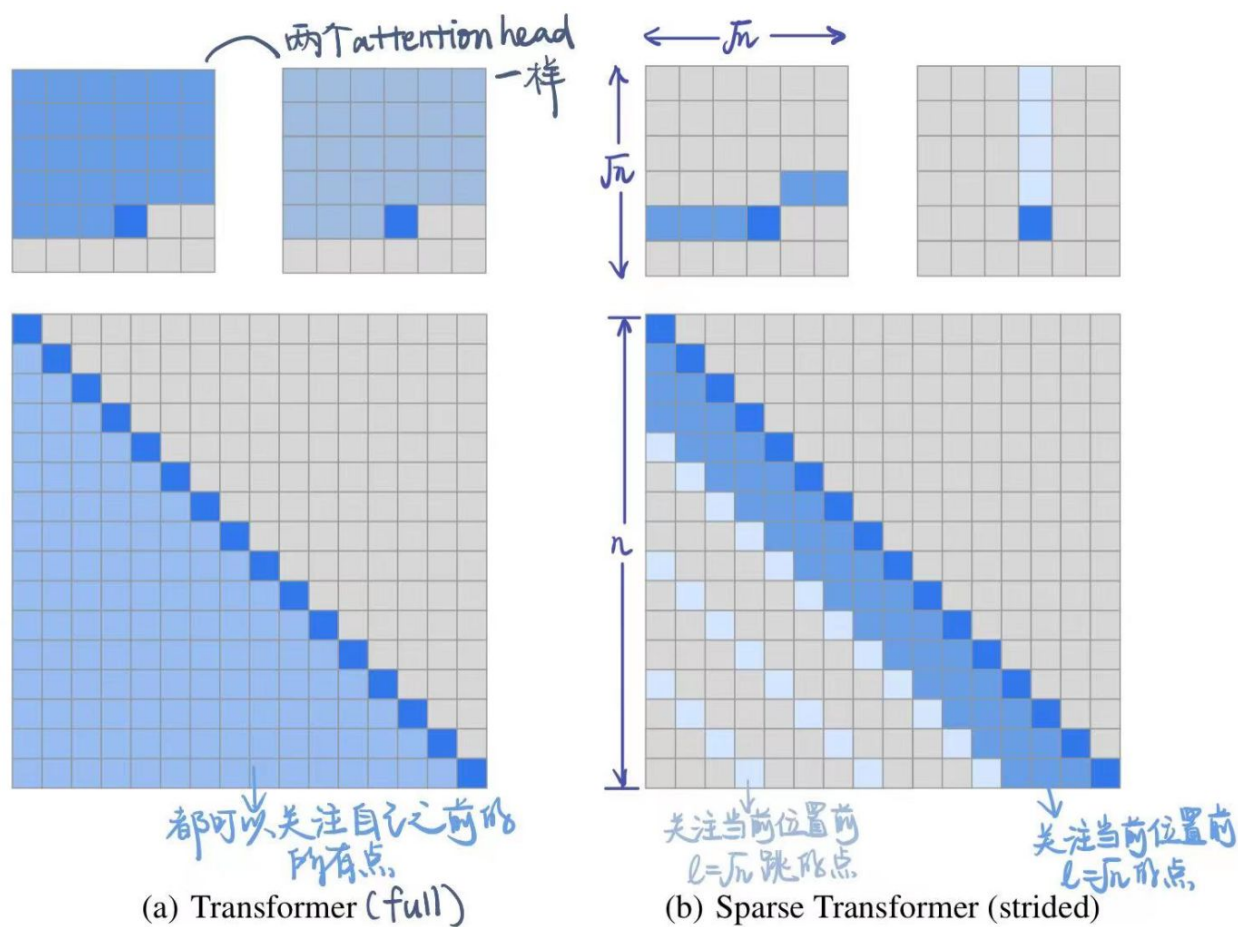 两个attention head
一样
√n
√n
n
都可以关注自己之前的
所有点
关注当前位置前
l=√n 跳的点
关注当前位置前
l=√n 的点
(a) Transformer (full)
(b) Sparse Transformer (strided)